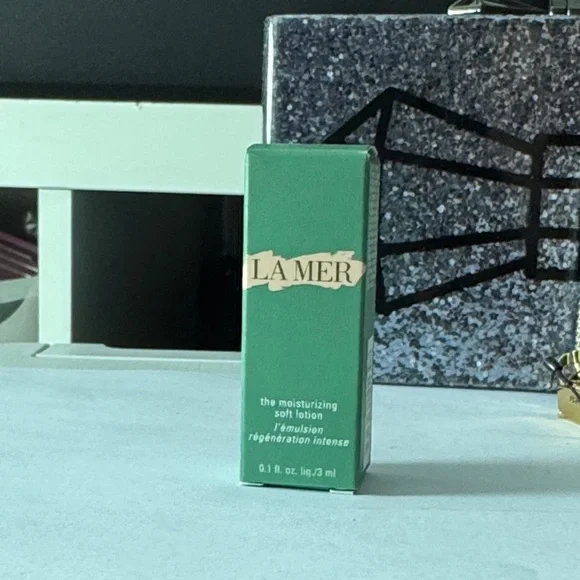 LA MER
the moisturizing
soft lotion
l'émulsion
régénération intense
0.1 fl. oz. liq./3 ml